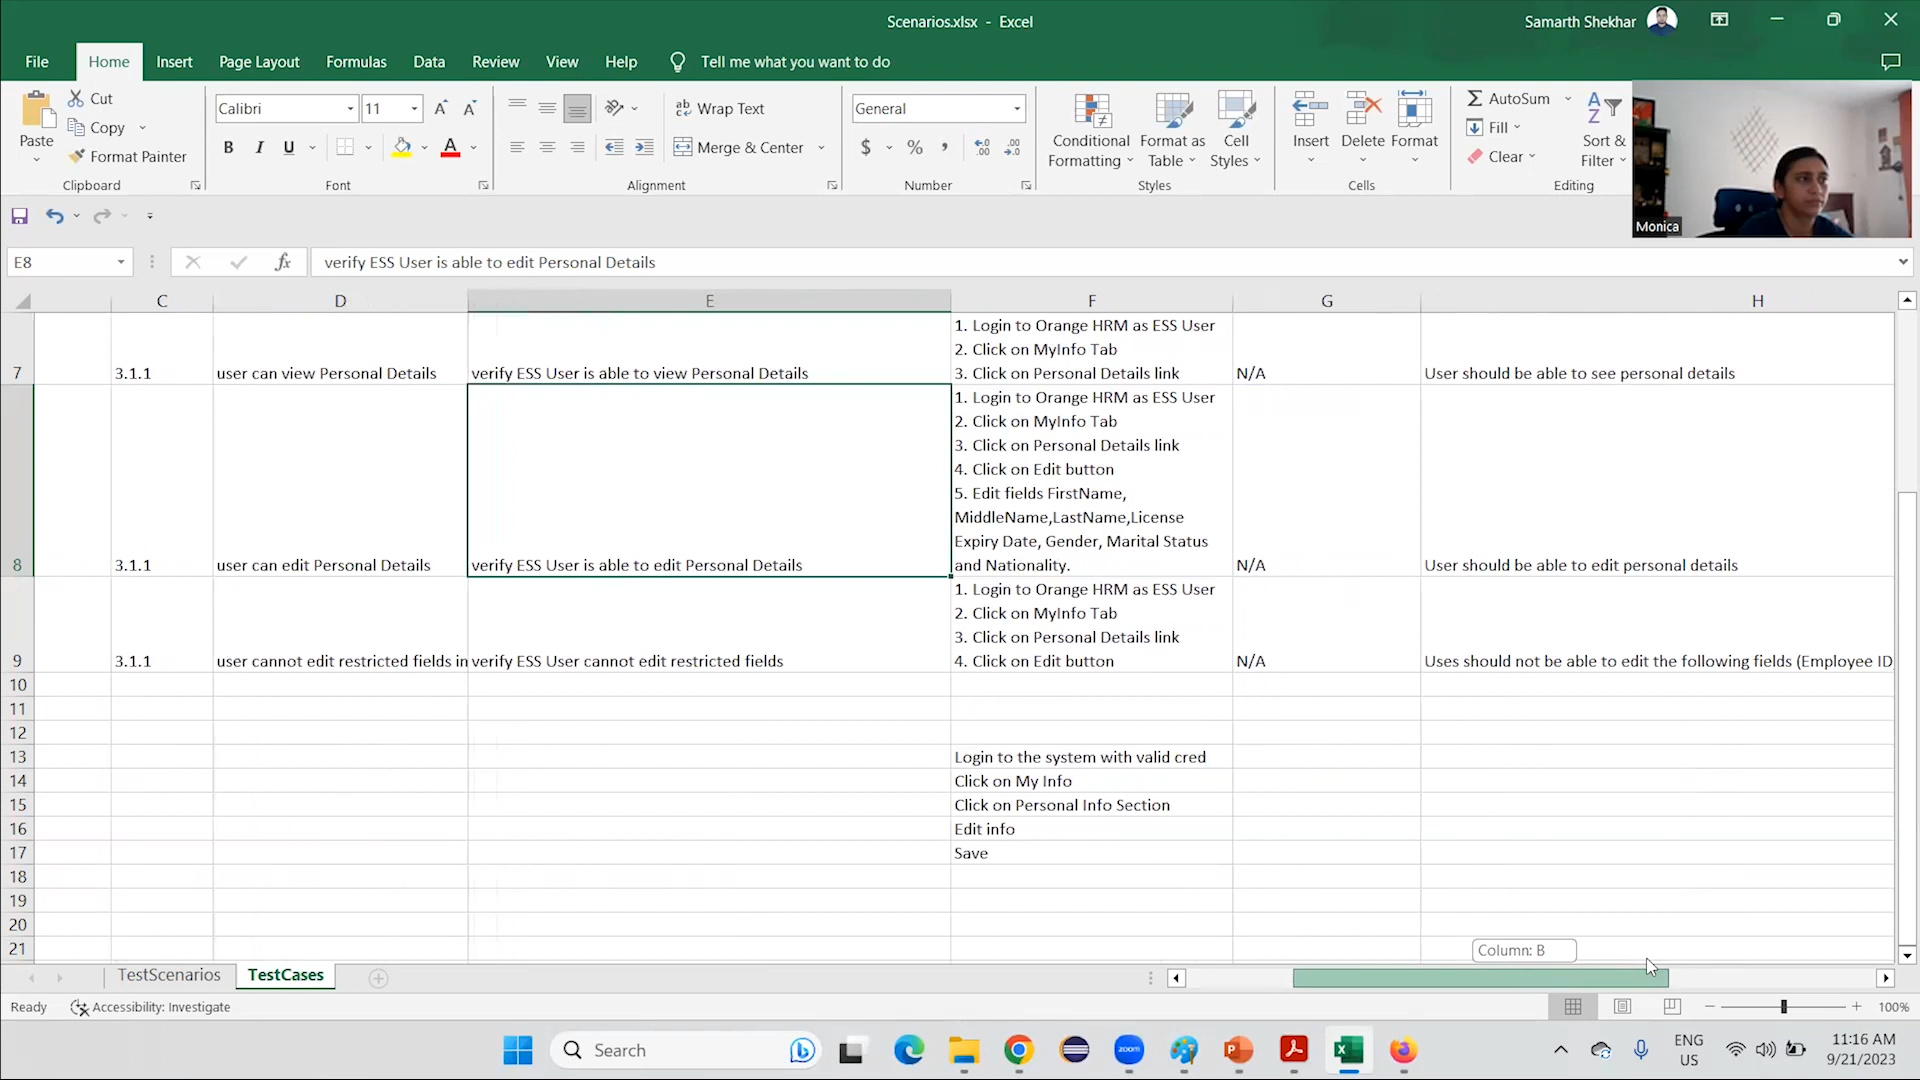 Scenarios.xlsx - Excel
Samarth Shekhar
File Home Insert Page Layout Formulas Data Review View Help Tell me what you want to do
Paste
Cut
Copy
Format Painter
Clipboard
Calibri 11
B I U
Font
Wrap Text
Merge & Center
Alignment
General
$ % ,
Number
Conditional Formatting
Format as Table
Cell Styles
Styles
Insert Delete Format
Cells
AutoSum
Fill
Clear
Sort & Filter
Editing
Monica
E8 fx verify ESS User is able to edit Personal Details
C D E F G H
1. Login to Orange HRM as ESS User
2. Click on MyInfo Tab
7 3.1.1 user can view Personal Details verify ESS User is able to view Personal Details 3. Click on Personal Details link N/A User should be able to see personal details
1. Login to Orange HRM as ESS User
2. Click on MyInfo Tab
3. Click on Personal Details link
4. Click on Edit button
5. Edit fields FirstName,
MiddleName,LastName,License
Expiry Date, Gender, Marital Status
8 3.1.1 user can edit Personal Details verify ESS User is able to edit Personal Details and Nationality. N/A User should be able to edit personal details
1. Login to Orange HRM as ESS User
2. Click on MyInfo Tab
3. Click on Personal Details link
9 3.1.1 user cannot edit restricted fields in verify ESS User cannot edit restricted fields 4. Click on Edit button N/A Uses should not be able to edit the following fields (Employee ID
10
11
12
13 Login to the system with valid cred
14 Click on My Info
15 Click on Personal Info Section
16 Edit info
17 Save
18
19
20
21
Column: B
TestScenarios TestCases
Ready Accessibility: Investigate 100%
Search
zoom
ENG
US
11:16 AM
9/21/2023